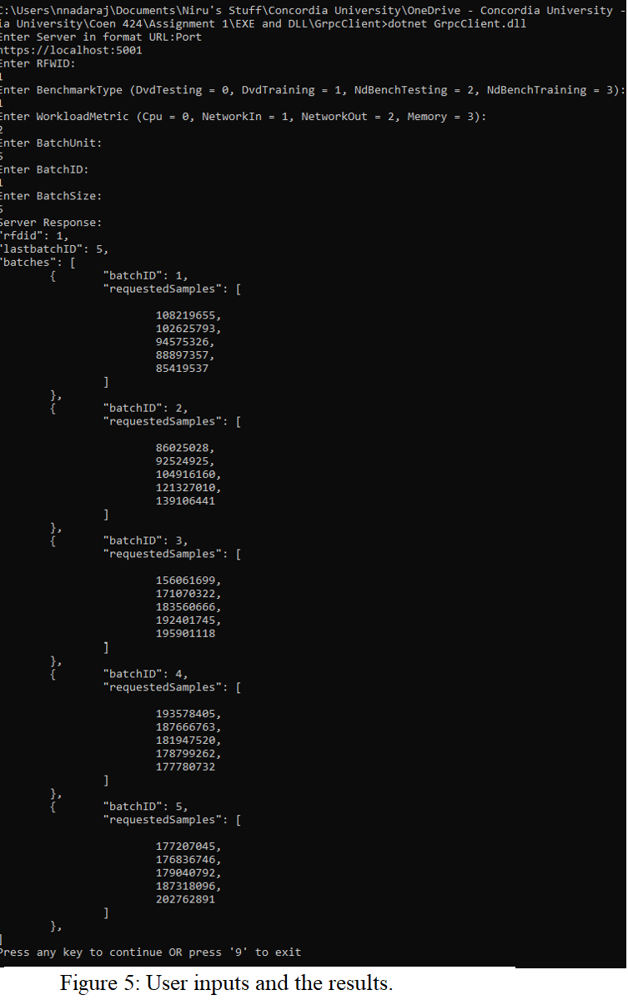 C:\Users\nnadaraj\Documents\Niru's Stuff\Concordia University\OneDrive - Concordia University -
ia University\Coen 424\Assignment 1\EXE and DLL\GrpcClient>dotnet GrpcClient.dll
Enter Server in format URL:Port
https://localhost:5001
Enter RFWID:
1
Enter BenchmarkType (DvdTesting = 0, DvdTraining = 1, NdBenchTesting = 2, NdBenchTraining = 3):
1
Enter WorkloadMetric (Cpu = 0, NetworkIn = 1, NetworkOut = 2, Memory = 3):
2
Enter BatchUnit:
5
Enter BatchID:
1
Enter BatchSize:
5
Server Response:
"rfdid": 1,
"lastbatchID": 5,
"batches": [
{ "batchID": 1,
"requestedSamples": [
108219655,
102625793,
94575326,
88897357,
85419537
]
},
{ "batchID": 2,
"requestedSamples": [
86025028,
92524925,
104916160,
121327010,
139106441
]
},
{ "batchID": 3,
"requestedSamples": [
156061699,
171070322,
183560666,
192401745,
195901118
]
},
{ "batchID": 4,
"requestedSamples": [
193578405,
187666763,
181947520,
178799262,
177780732
]
},
{ "batchID": 5,
"requestedSamples": [
177207045,
176836746,
179040792,
187318096,
202762891
]
},
]
Press any key to continue OR press '9' to exit
Figure 5: User inputs and the results.